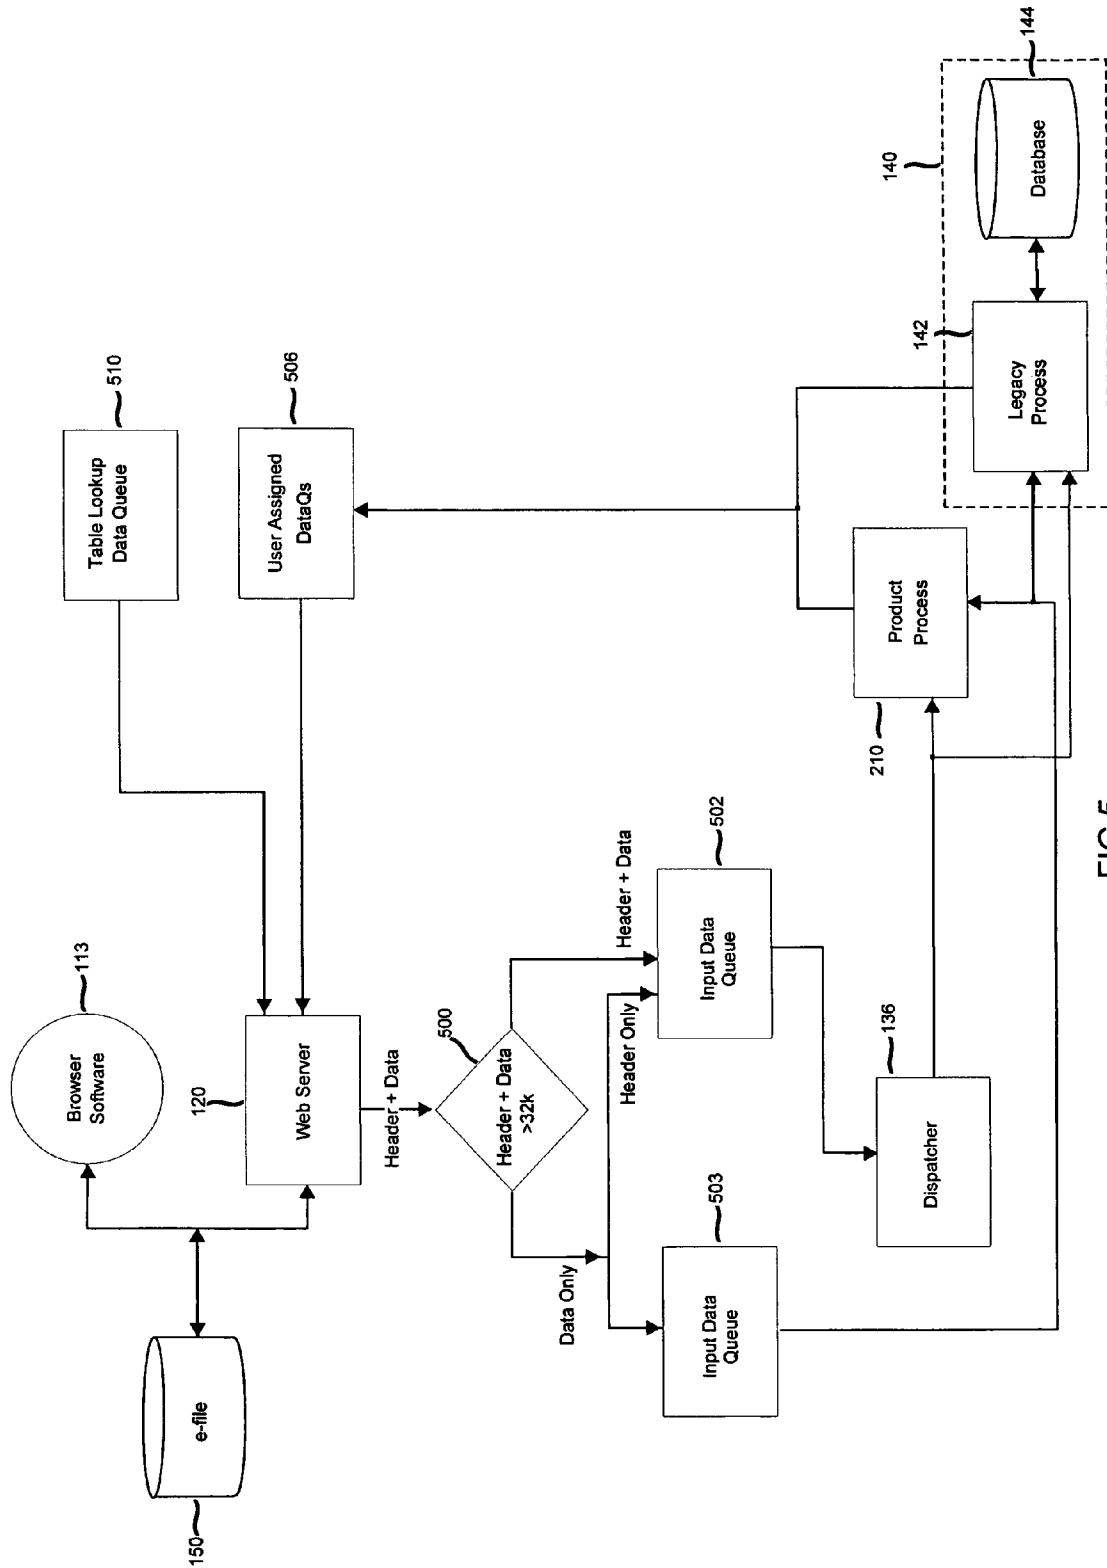 e-file
150
Browser
Software
113
120
Web Server
Header + Data
Table Lookup
Data Queue
510
User Assigned
DataQs
506
500
Header + Data
>32k
Data Only
Header Only
Header + Data
Input Data
Queue
503
Input Data
Queue
502
Dispatcher
136
210
Product
Process
142
Legacy
Process
140
Database
144
FIG.5